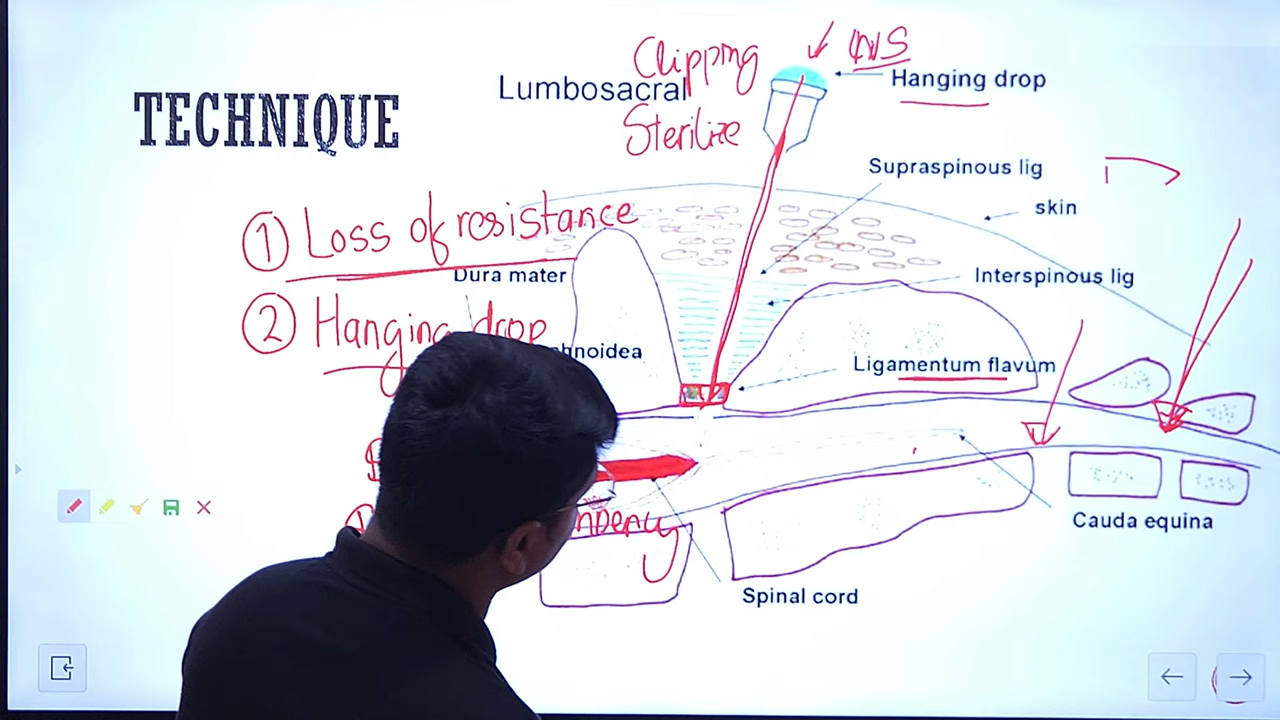 Clipping
NS
Lumbosacral
Hanging drop
TECHNIQUE
Sterilize
Supraspinous lig
skin
① Loss of resistance
Dura mater
Interspinous lig
② Hanging drop
Ligamentum flavum
Cauda equina
Spinal cord